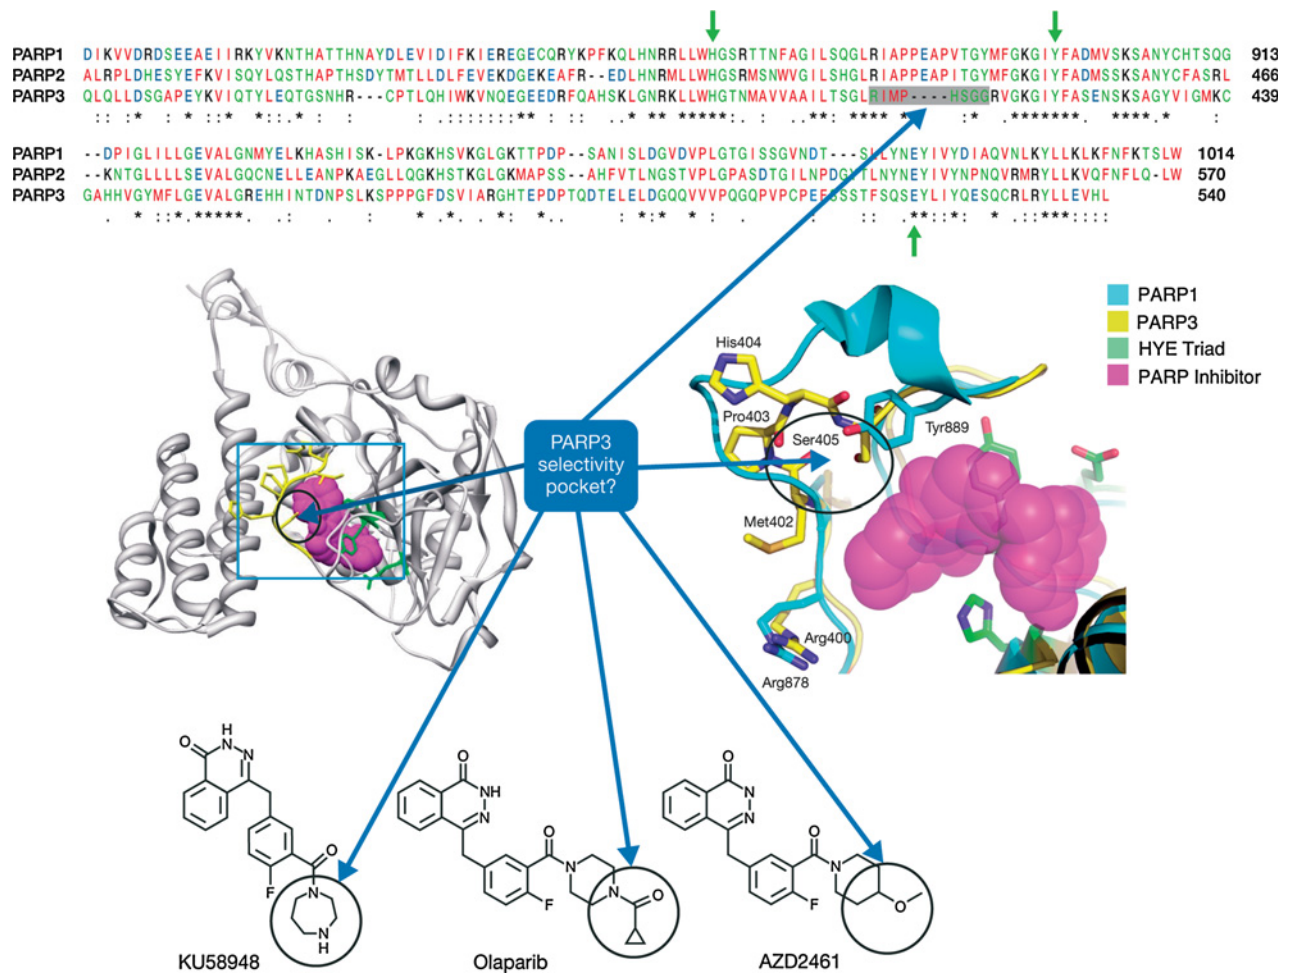 PARP1 DIKVVDRDSEEAEIIRKYVKNTHATTHNAYDLEVIDIFKIEREGECQRYKPFKQLHNRRLLWHGSRTTNFAGILSQGLRIAPPEAPVTGYMFGKGIYFADMVSKSANYCHTSQG 913
PARP2 ALRPLDHESYEFKVISQYLQSTHAPTHSDYTMTLLDLFEVEKDGEKEAFR--EDLHNRMLLWHGSRMSNWVGILSHGLRIAPPEAPITGYMFGKGIYFADMSSKSANYCFASRL 466
PARP3 QLQLLDSGAPEYKVIQTYLEQTGSNHR---CPTLQHIWKVNQEGEEDRFQAHSKLGNRKLLWHGTNMAVVAAILTSGLRIMP----HSGGRVGKGIYFASENSKSAGYVIGMKC 439
PARP1 --DPIGLILLGEVALGNMYELKHASHISK-LPKGKHSVKGLGKTTPDP--SANISLDGVDVPLGTGISSGVNDT---SLLYNEYIVYDIAQVNLKYLLKLKFNFKTSLW 1014
PARP2 --KNTGLLLLSEVALGQCNELLEANPKAEGLLQGKHSTKGLGKMAPSS--AHFVTLNGSTVPLGPASDTGILNPDGYTLNYNEYIVYNPNQVRMRYLLKVQFNFLQ-LW 570
PARP3 GAHHVGYMFLGEVALGREHHINTDNPSLKSPPPGFDSVIARGHTEPDPTQDTELELDGQQVVVPQGQPVPCPEFSSSTFSQSEYLIYQESQCRLRYLLEVHL 540
PARP1
PARP3
HYE Triad
PARP Inhibitor
His404
Pro403
Ser405
Tyr889
Met402
Arg400
Arg878
PARP3
selectivity
pocket?
H
O
N
N
F
O
N
N
H
KU58948
O
NH
N
O
N
F
N
O
Olaparib
O
N
N
O
N
F
O
AZD2461